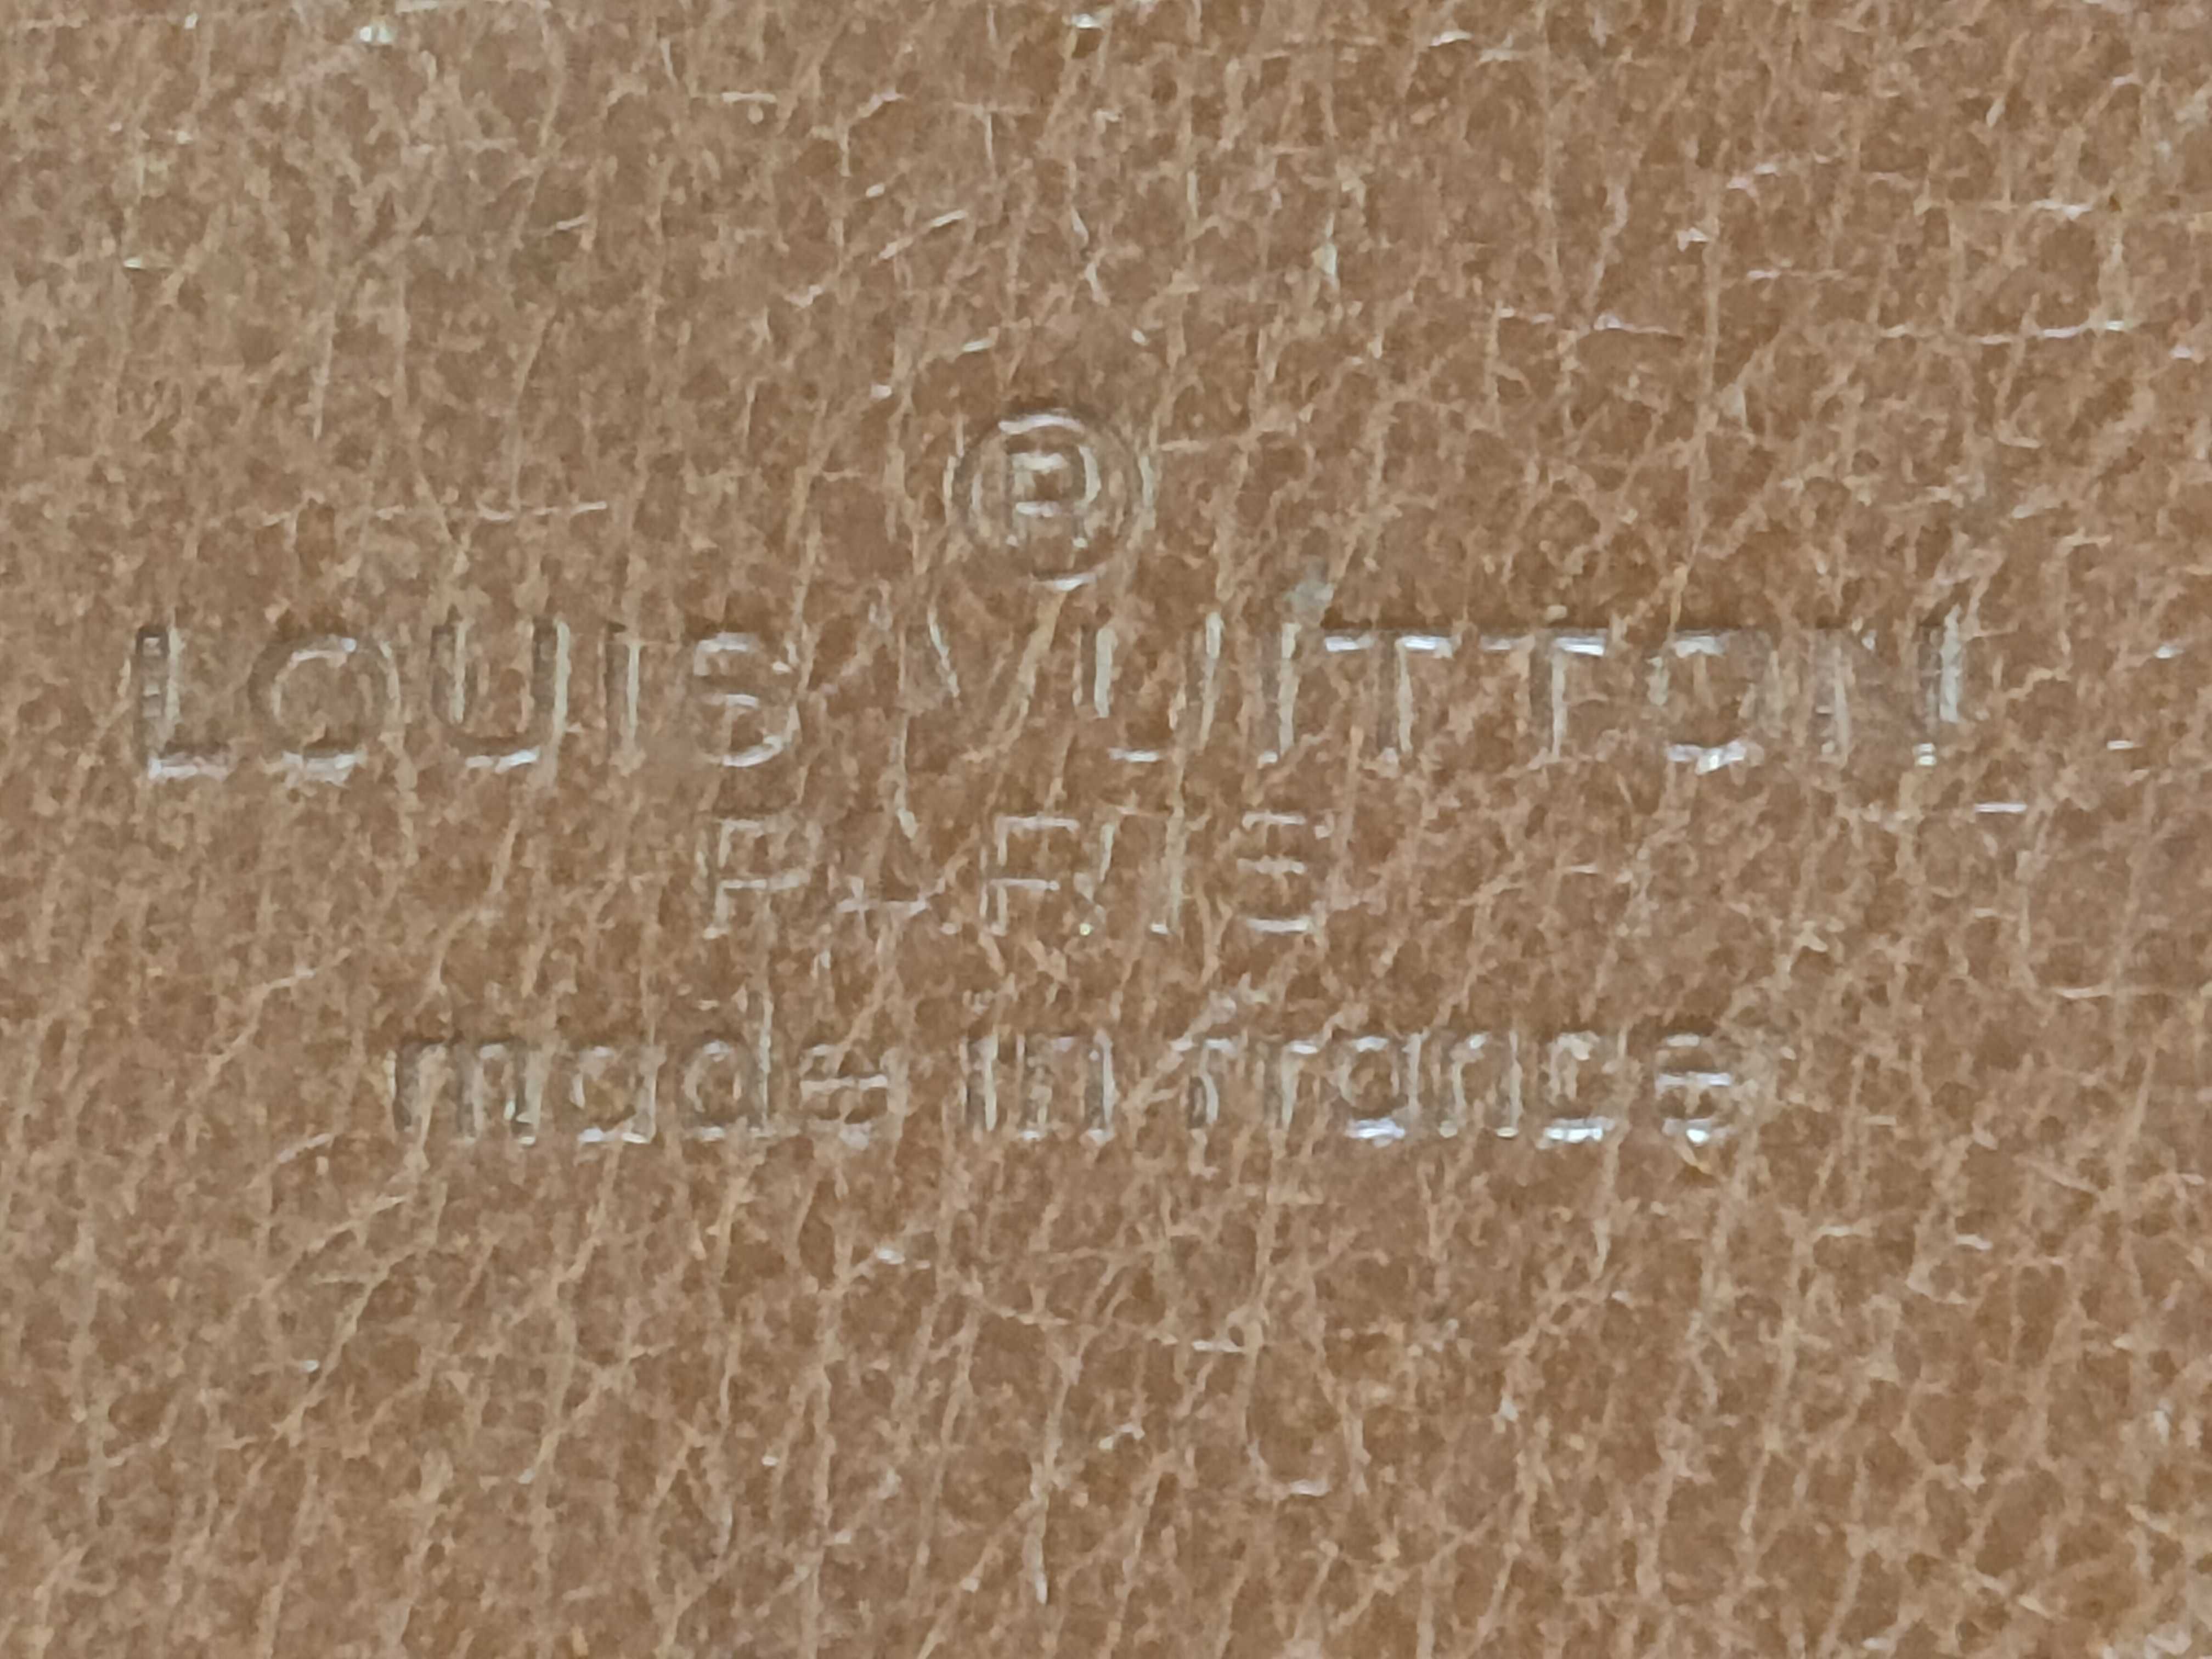 ®
LOUIS VUITTON
PARIS
made in france